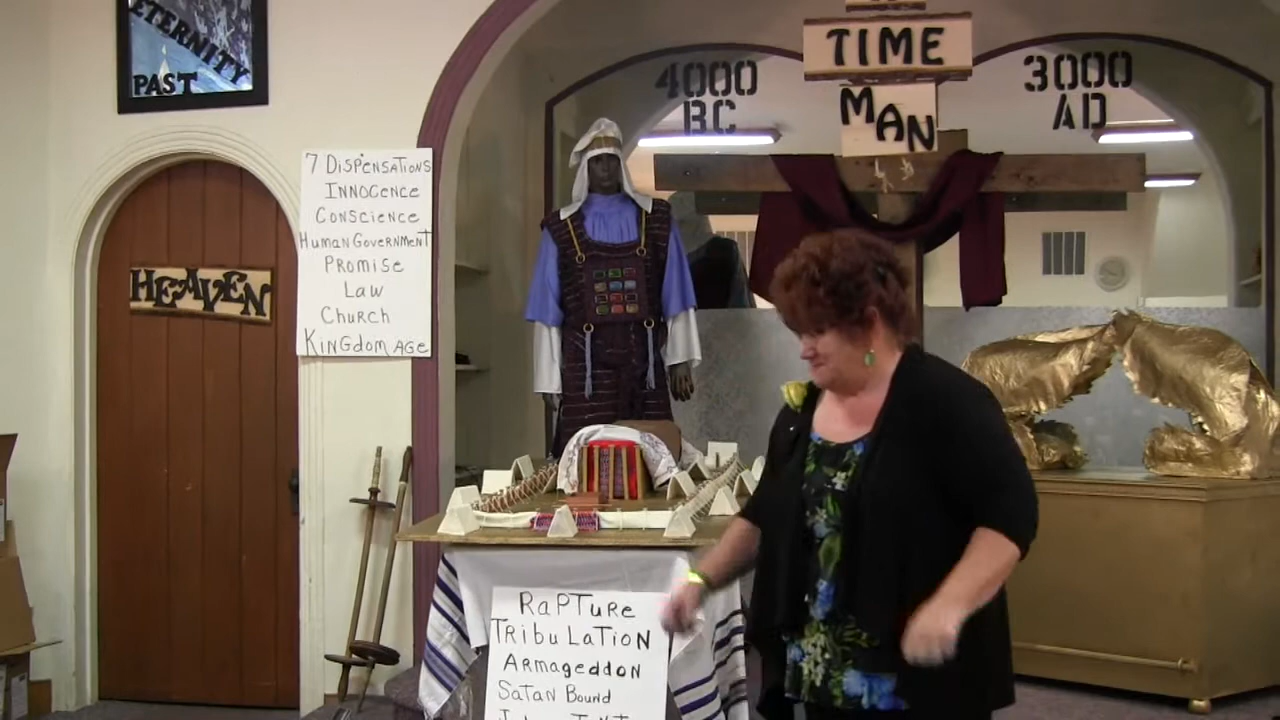 ETERNITY
PAST
HEAVEN
7 DISPENSATIONS
INNOCENCE
CONSCIENCE
HUMAN GOVERNMENT
PROMISE
LAW
CHURCH
KINGDOM AGE
4000
BC
TIME
MAN
3000
AD
RAPTURE
TRIBULATION
ARMAGEDDON
SATAN BOUND